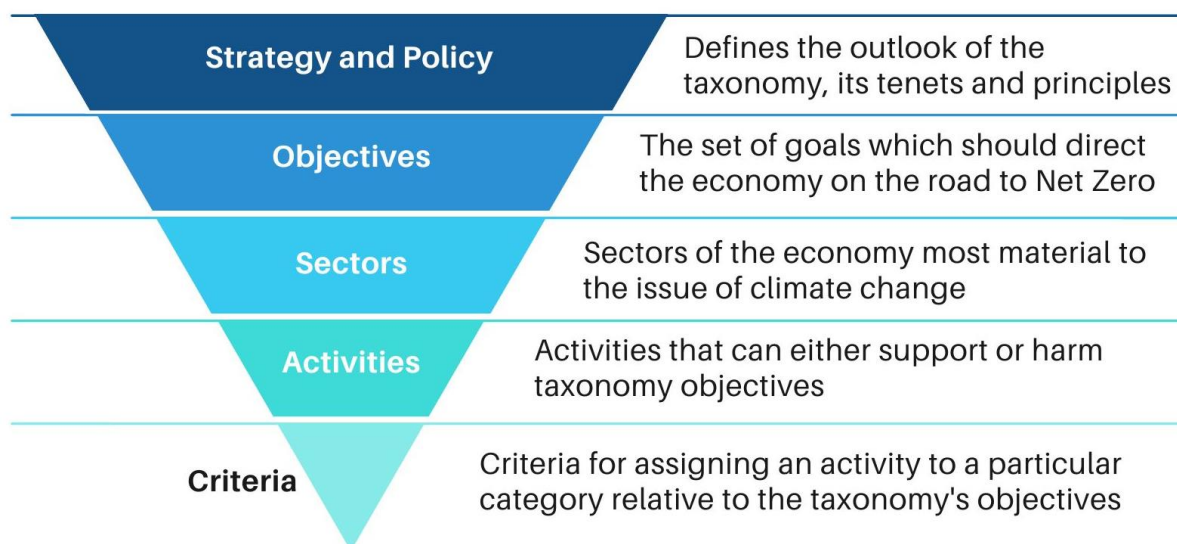 Strategy and Policy
Defines the outlook of the
taxonomy, its tenets and principles
Objectives
The set of goals which should direct
the economy on the road to Net Zero
Sectors
Sectors of the economy most material to
the issue of climate change
Activities
Activities that can either support or harm
taxonomy objectives
Criteria
Criteria for assigning an activity to a particular
category relative to the taxonomy's objectives